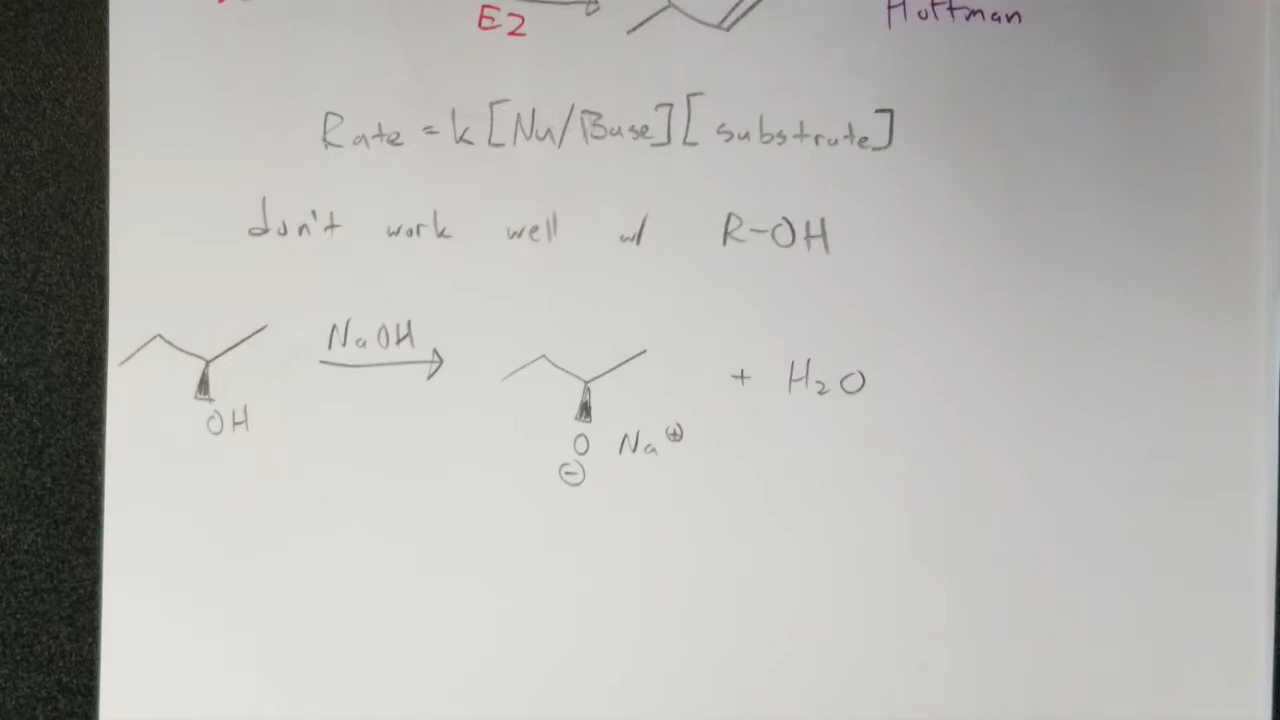 E2 Hoffman
Rate = k [Nu/Base][substrate]
don't work well w/ R-OH
NaOH
+ H₂O
OH
O Na⊕
⊖